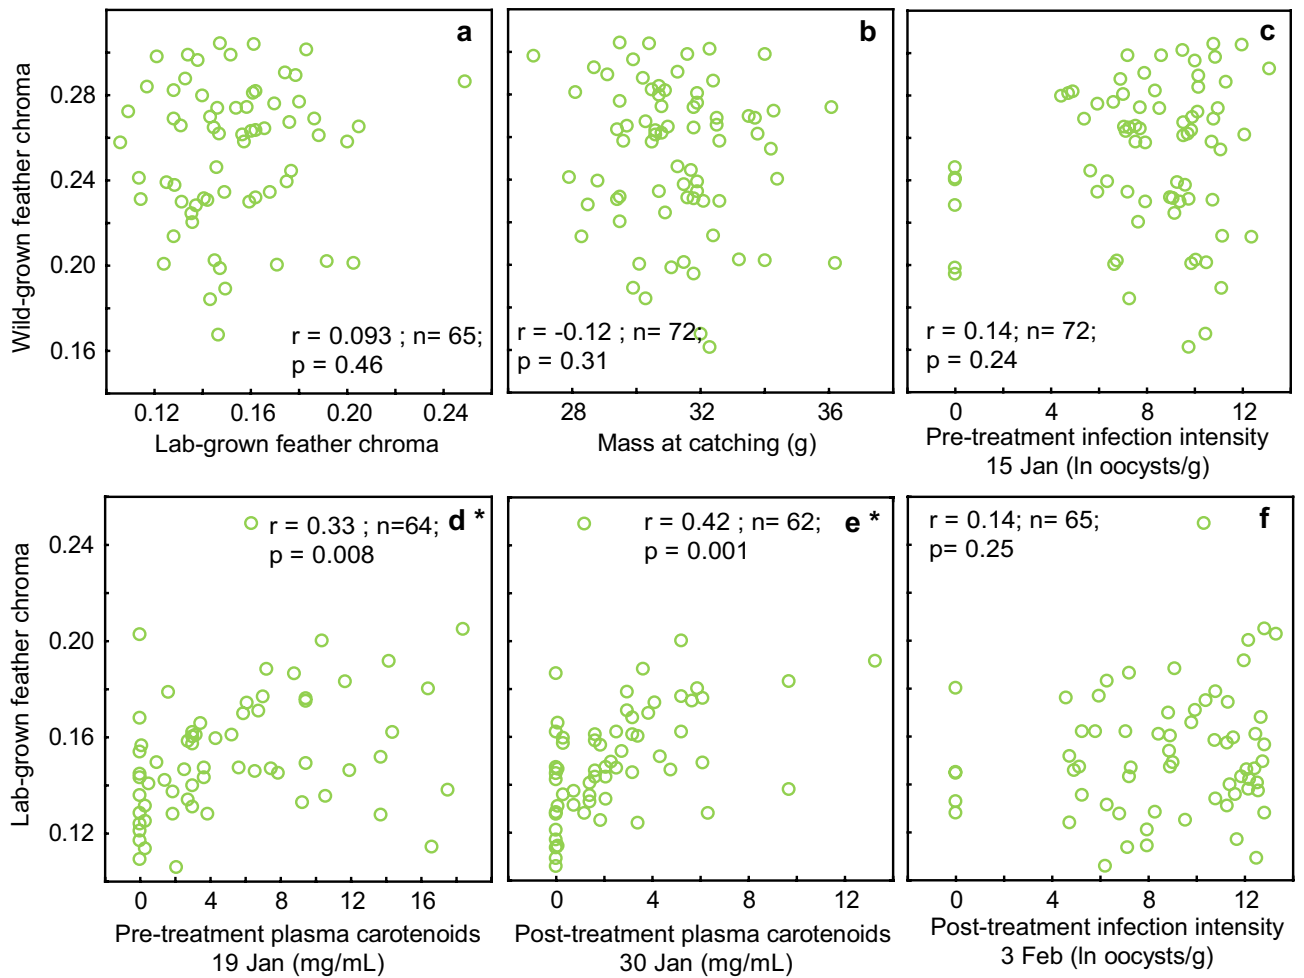 a
b
c
Wild-grown feather chroma
0.28
0.24
0.20
0.16
r = 0.093 ; n= 65;
p = 0.46
r = -0.12 ; n= 72;
p = 0.31
r = 0.14; n= 72;
p = 0.24
0.12 0.16 0.20 0.24
28 32 36
0 4 8 12
Lab-grown feather chroma
Mass at catching (g)
Pre-treatment infection intensity
15 Jan (ln oocysts/g)
d *
e *
f
r = 0.33 ; n=64;
p = 0.008
r = 0.42 ; n= 62;
p = 0.001
r = 0.14; n= 65;
p= 0.25
Lab-grown feather chroma
0.24
0.20
0.16
0.12
0 4 8 12 16
0 4 8 12
0 4 8 12
Pre-treatment plasma carotenoids
19 Jan (mg/mL)
Post-treatment plasma carotenoids
30 Jan (mg/mL)
Post-treatment infection intensity
3 Feb (ln oocysts/g)